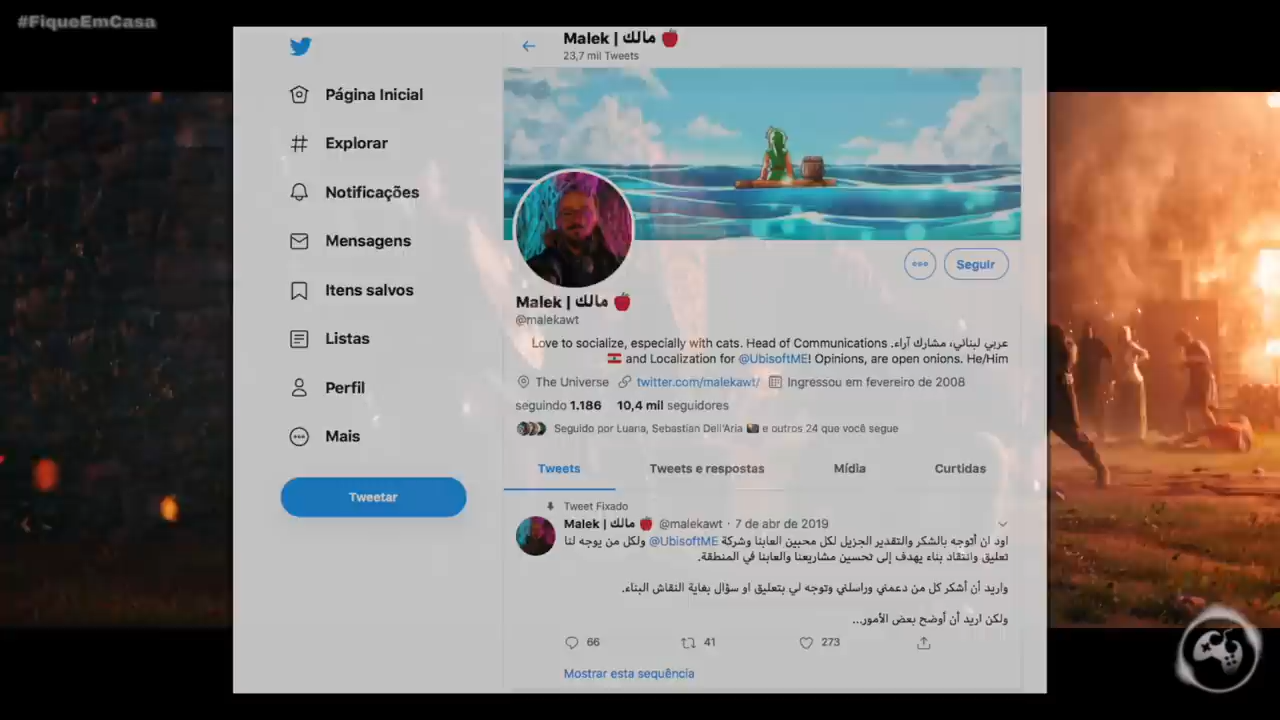 #FiqueEmCasa
Malek | مالك
23,7 mil Tweets
Página Inicial
Explorar
Notificações
Mensagens
Itens salvos
Listas
Perfil
Mais
Tweetar
Seguir
Malek | مالك
@malekawt
Love to socialize, especially with cats. Head of Communications .عربي لبناني، مشارك آراء
and Localization for @UbisoftME! Opinions, are open onions. He/Him
The Universe twitter.com/malekawt/ Ingressou em fevereiro de 2008
seguindo 1.186 10,4 mil seguidores
Seguido por Luana, Sebastian Dell'Aria e outros 24 que você segue
Tweets Tweets e respostas Mídia Curtidas
Tweet Fixado
Malek | مالك @malekawt · 7 de abr de 2019
اود ان أتوجه بالشكر والتقدير الجزيل لكل محبين العابنا وشركة @UbisoftME ولكل من يوجه لنا
تعليق وانتقاد بناء يهدف إلى تحسين مشاريعنا والعابنا في المنطقة.
واريد أن أشكر كل من دعمني وراسلني وتوجه لي بتعليق او سؤال بغاية النقاش البناء.
ولكن اريد أن أوضح بعض الأمور...
66 41 273
Mostrar esta sequência